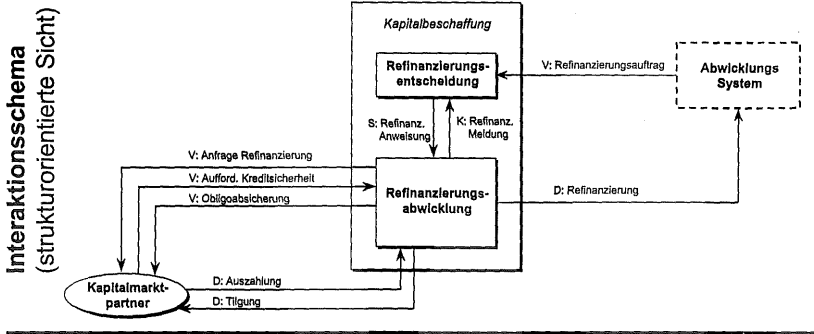 Interaktionsschema
(strukturorientierte Sicht)
Kapitalbeschaffung
Refinanzierungs-
entscheidung
V: Refinanzierungsauftrag
Abwicklungs
System
S: Refinanz.
Anweisung
K: Refinanz.
Meldung
V: Anfrage Refinanzierung
V: Aufford. Kreditsicherheit
V: Obligoabsicherung
Refinanzierungs-
abwicklung
D: Refinanzierung
Kapitalmarkt-
partner
D: Auszahlung
D: Tilgung